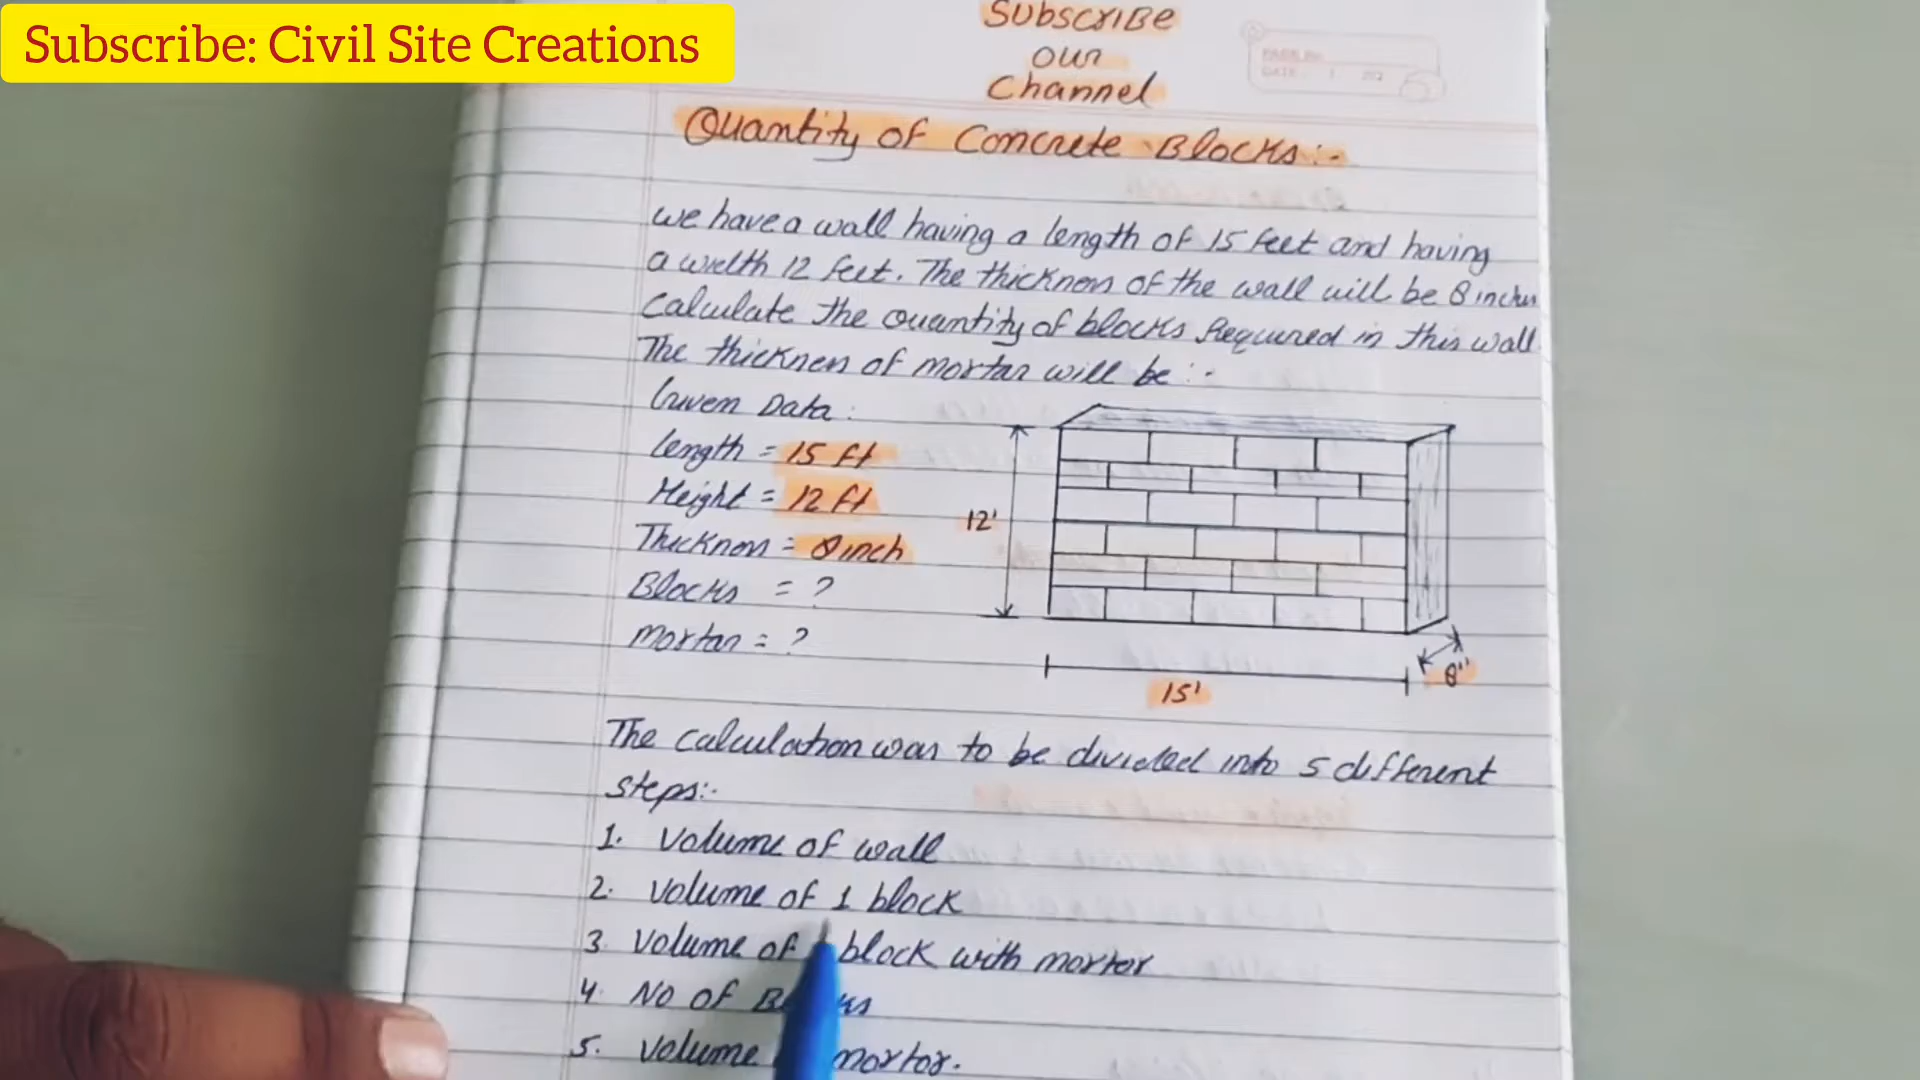 Subscribe: Civil Site Creations
Subscribe
our
Channel
Quantity of Concrete Blocks:-
we have a wall having a length of 15 feet and having
a width 12 feet. The thickness of the wall will be 8 inches
Calculate the quantity of blocks Required in this wall.
The thickness of mortar will be :-
Given Data:
Length = 15 ft
Height = 12 ft
Thickness = 8 inch
Blocks = ?
Mortar = ?
12'
15'
8"
The calculation was to be divided into 5 different
steps:-
1. Volume of wall
2. Volume of 1 block
3. Volume of block with mortar
4. No of
5. Volume mortar.